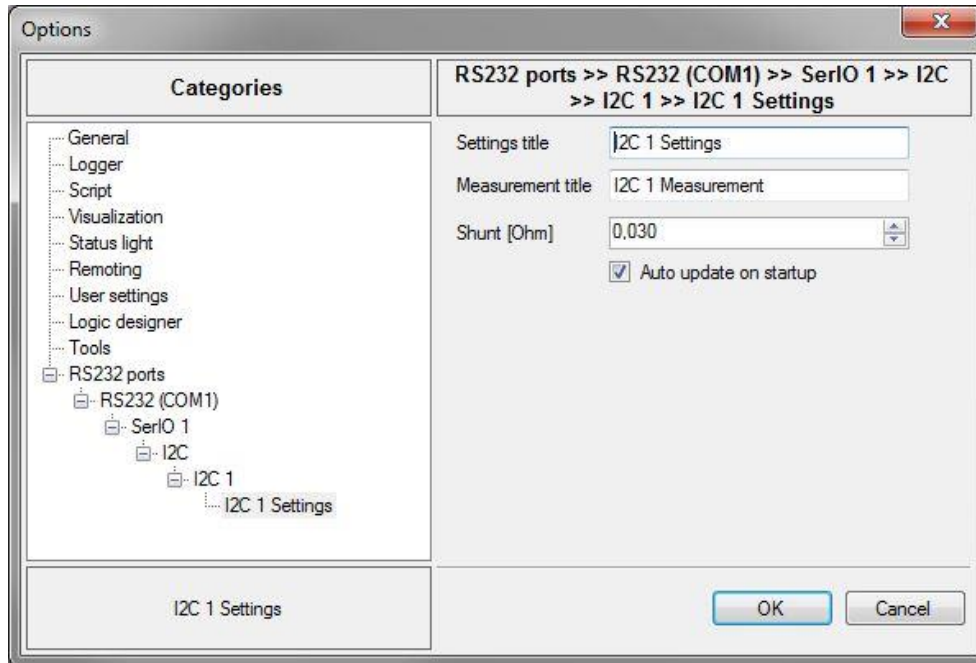 Options
Categories
General
Logger
Script
Visualization
Status light
Remoting
User settings
Logic designer
Tools
RS232 ports
RS232 (COM1)
SerIO 1
I2C
I2C 1
I2C 1 Settings
I2C 1 Settings
RS232 ports >> RS232 (COM1) >> SerIO 1 >> I2C
>> I2C 1 >> I2C 1 Settings
Settings title I2C 1 Settings
Measurement title I2C 1 Measurement
Shunt [Ohm] 0,030
Auto update on startup
OK Cancel